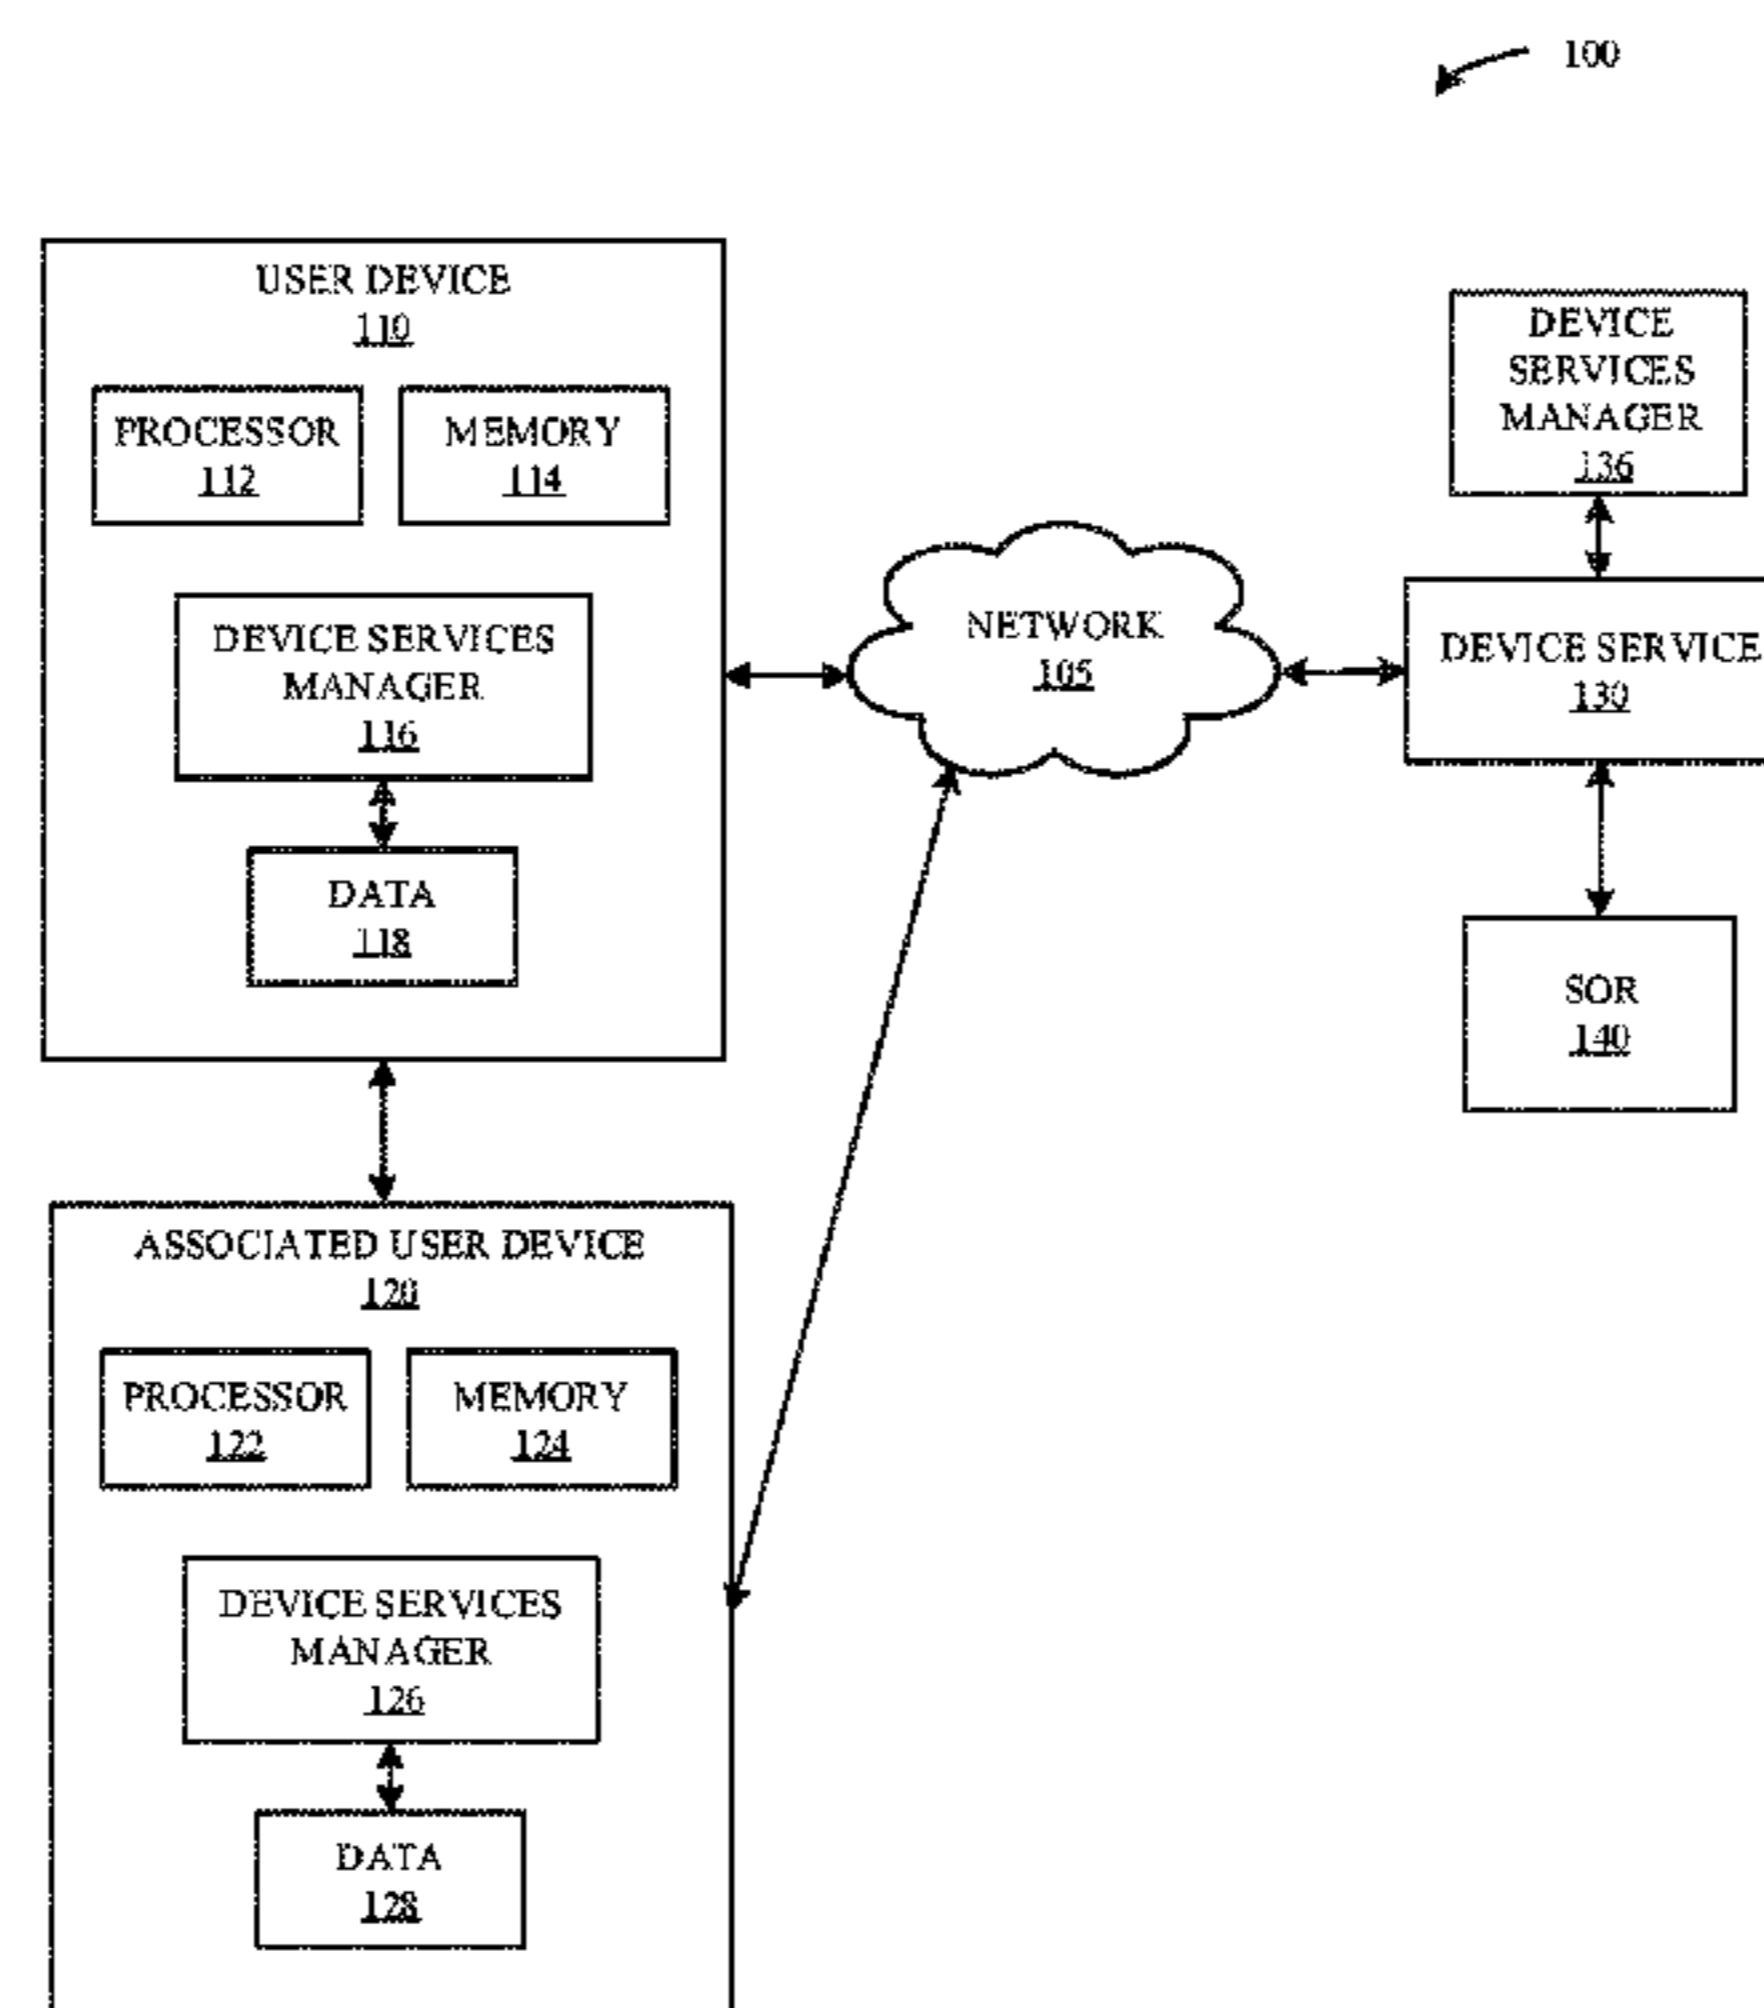 100
USER DEVICE
110
PROCESSOR
112
MEMORY
114
DEVICE SERVICES
MANAGER
116
DATA
118
NETWORK
105
DEVICE
SERVICES
MANAGER
136
DEVICE SERVICE
130
SOR
140
ASSOCIATED USER DEVICE
120
PROCESSOR
122
MEMORY
124
DEVICE SERVICES
MANAGER
126
DATA
128